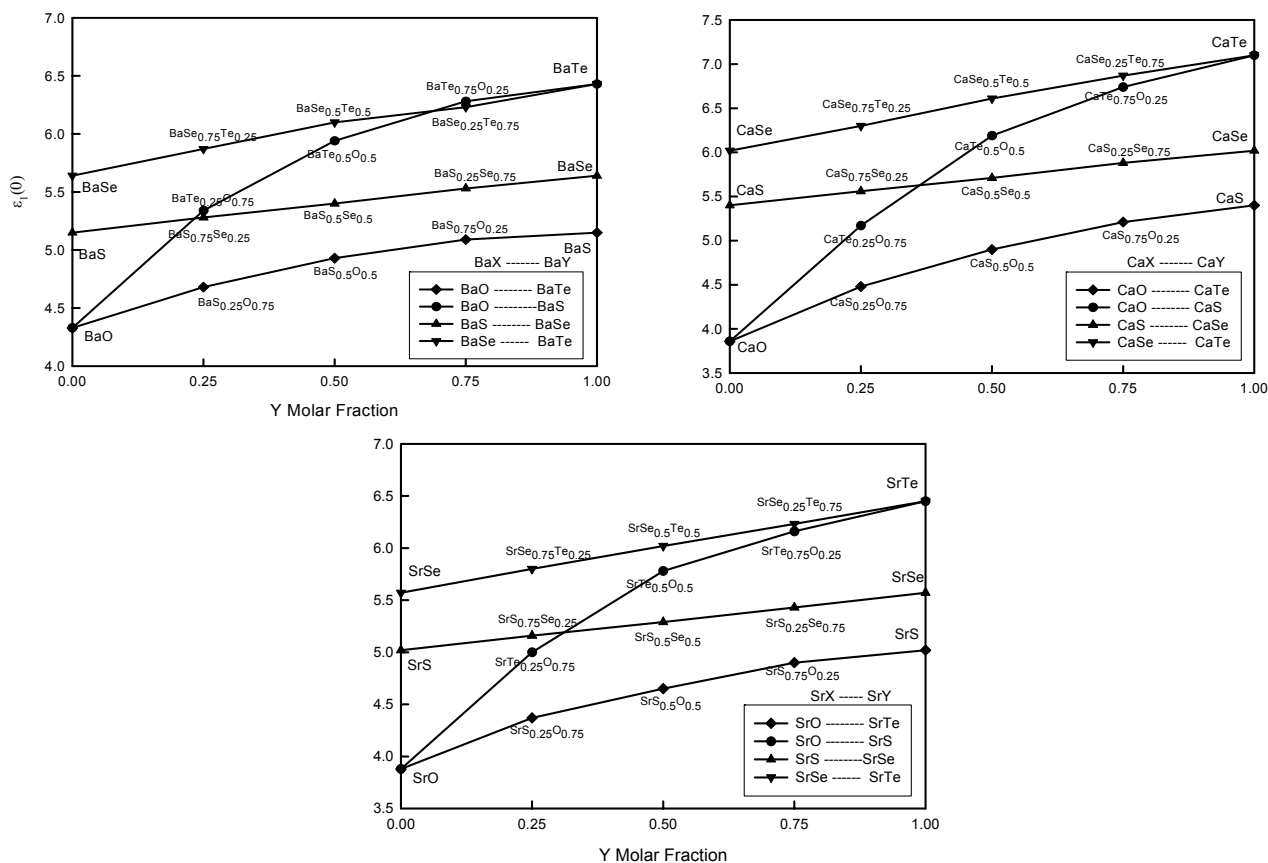 7.0
6.5
6.0
5.5
5.0
4.5
4.0
ε1(0)
BaTe
BaTe0.75O0.25
BaSe0.5Te0.5
BaSe0.75Te0.25
BaSe0.25Te0.75
BaTe0.5O0.5
BaSe
BaSe
BaS0.25Se0.75
BaTe0.25O0.75
BaS0.5Se0.5
BaS0.75Se0.25
BaS
BaS0.75O0.25
BaS
BaS0.5O0.5
BaS0.25O0.75
BaO
BaX ------- BaY
BaO -------- BaTe
BaO ---------BaS
BaS -------- BaSe
BaSe ------ BaTe
0.00 0.25 0.50 0.75 1.00
Y Molar Fraction
7.5
7.0
6.5
6.0
5.5
5.0
4.5
4.0
3.5
CaTe
CaSe0.25Te0.75
CaSe0.5Te0.5
CaTe0.75O0.25
CaSe0.75Te0.25
CaSe
CaTe0.5O0.5
CaSe
CaS0.25Se0.75
CaS0.75Se0.25
CaS
CaS0.5Se0.5
CaS
CaTe0.25O0.75
CaS0.75O0.25
CaS0.5O0.5
CaS0.25O0.75
CaO
CaX ------- CaY
CaO -------- CaTe
CaO -------- CaS
CaS -------- CaSe
CaSe ------ CaTe
0.00 0.25 0.50 0.75 1.00
7.0
6.5
6.0
5.5
5.0
4.5
4.0
3.5
SrTe
SrSe0.25Te0.75
SrSe0.5Te0.5
SrSe0.75Te0.25
SrTe0.75O0.25
SrSe
SrTe0.5O0.5
SrSe
SrS0.75Se0.25
SrS0.25Se0.75
SrS0.5Se0.5
SrS
SrS
SrTe0.25O0.75
SrS0.75O0.25
SrS0.5O0.5
SrS0.25O0.75
SrO
SrX ----- SrY
SrO -------- SrTe
SrO -------- SrS
SrS ---------SrSe
SrSe ------ SrTe
0.00 0.25 0.50 0.75 1.00
Y Molar Fraction